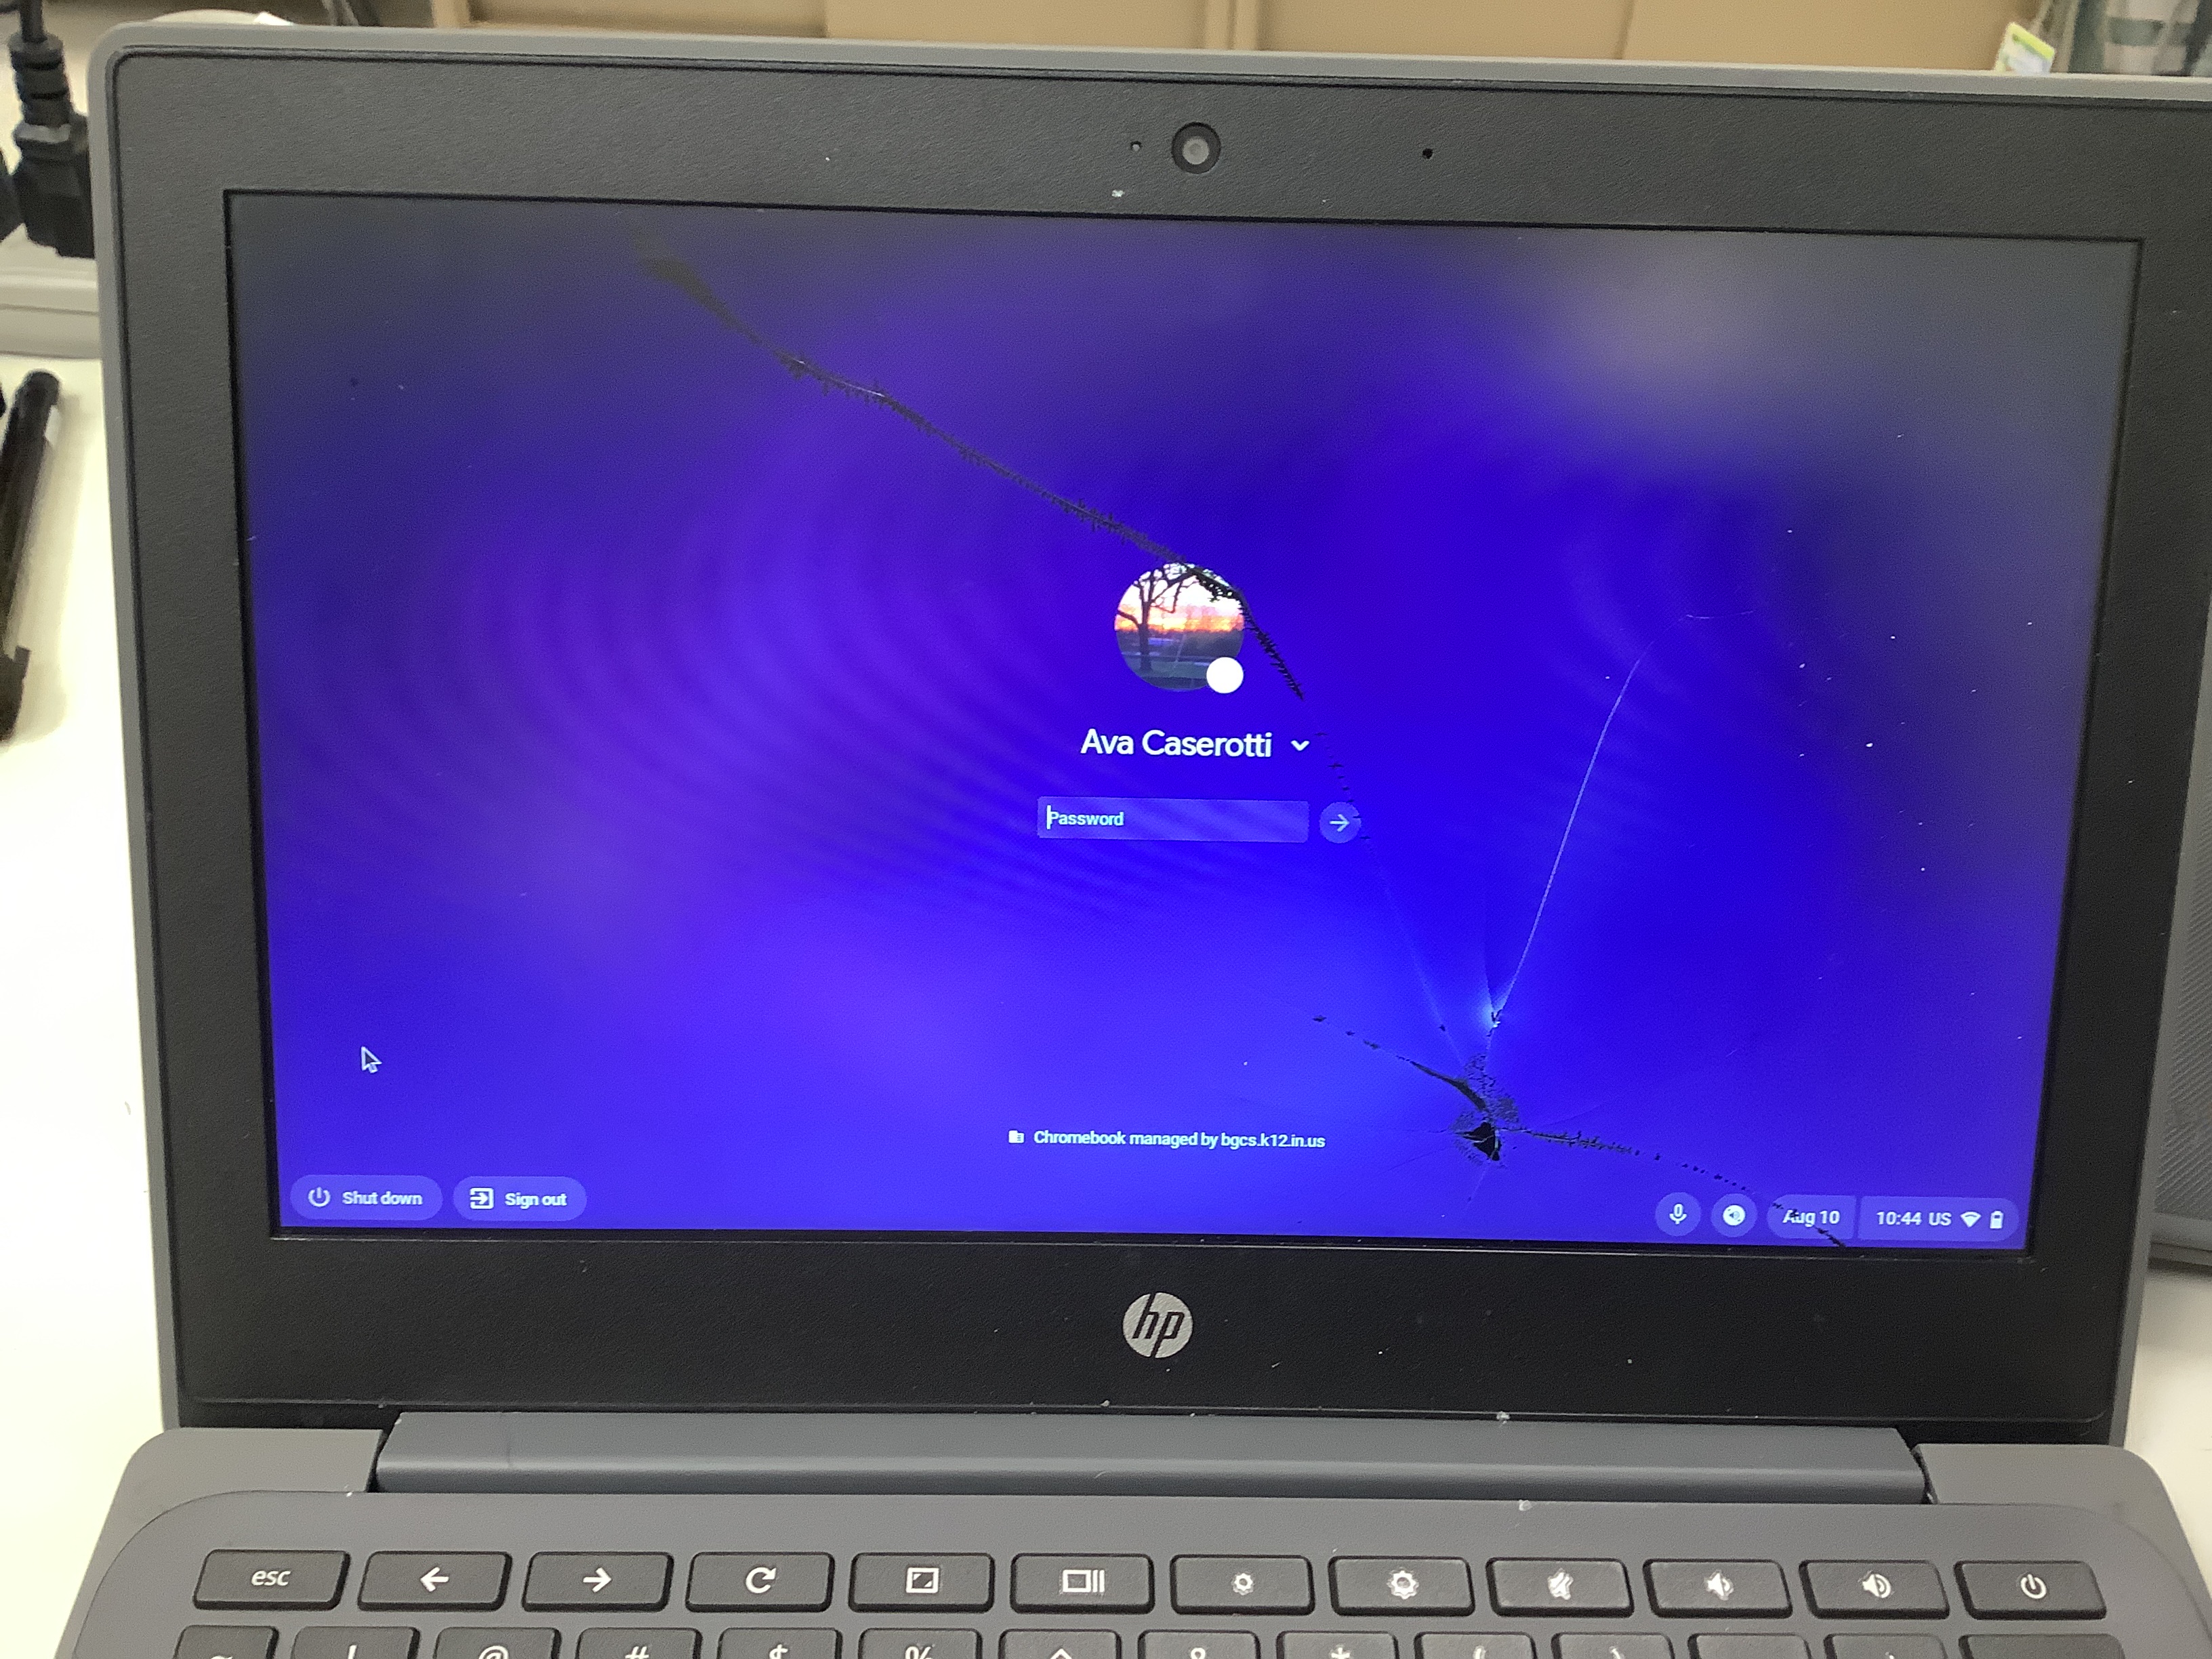 Ava Caserotti
Password
Chromebook managed by bgcs.k12.in.us
Shut down
Sign out
Aug 10
10:44 US
hp
esc
~ ! @ # $ % ^ & * ( )